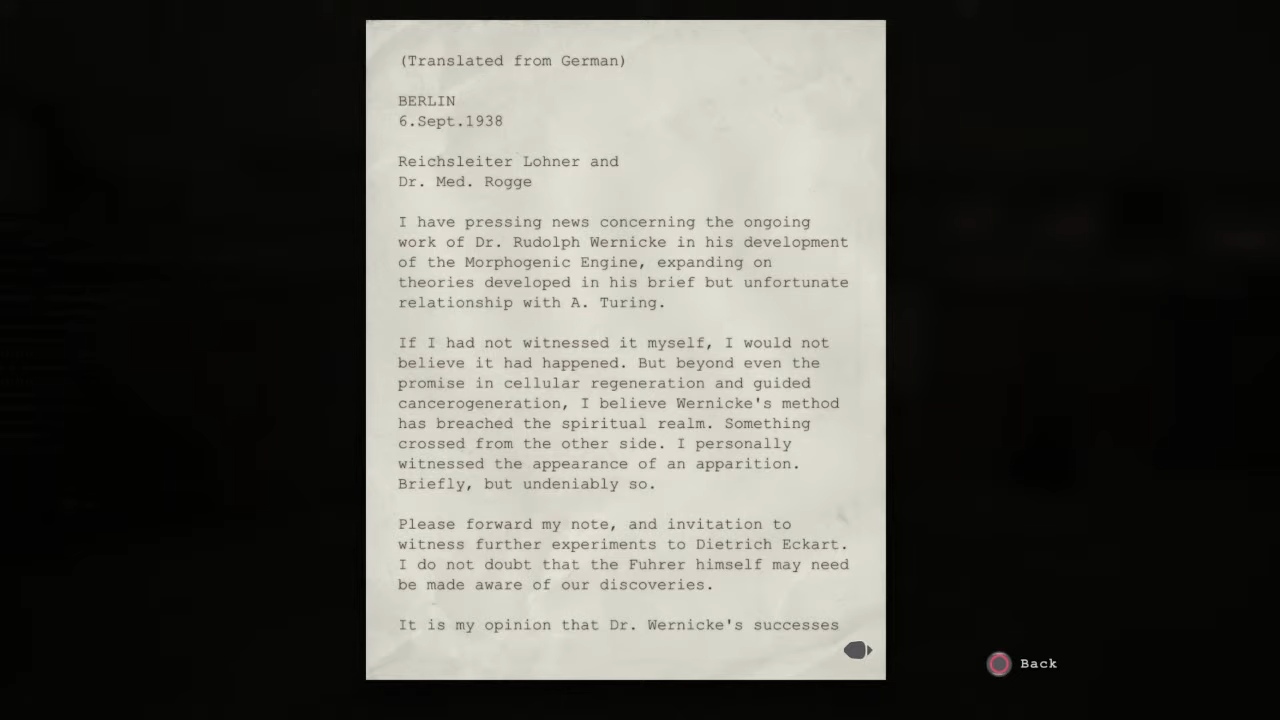 (Translated from German)
BERLIN
6.Sept.1938
Reichsleiter Lohner and
Dr. Med. Rogge
I have pressing news concerning the ongoing
work of Dr. Rudolph Wernicke in his development
of the Morphogenic Engine, expanding on
theories developed in his brief but unfortunate
relationship with A. Turing.
If I had not witnessed it myself, I would not
believe it had happened. But beyond even the
promise in cellular regeneration and guided
cancerogeneration, I believe Wernicke's method
has breached the spiritual realm. Something
crossed from the other side. I personally
witnessed the appearance of an apparition.
Briefly, but undeniably so.
Please forward my note, and invitation to
witness further experiments to Dietrich Eckart.
I do not doubt that the Fuhrer himself may need
be made aware of our discoveries.
It is my opinion that Dr. Wernicke's successes
Back